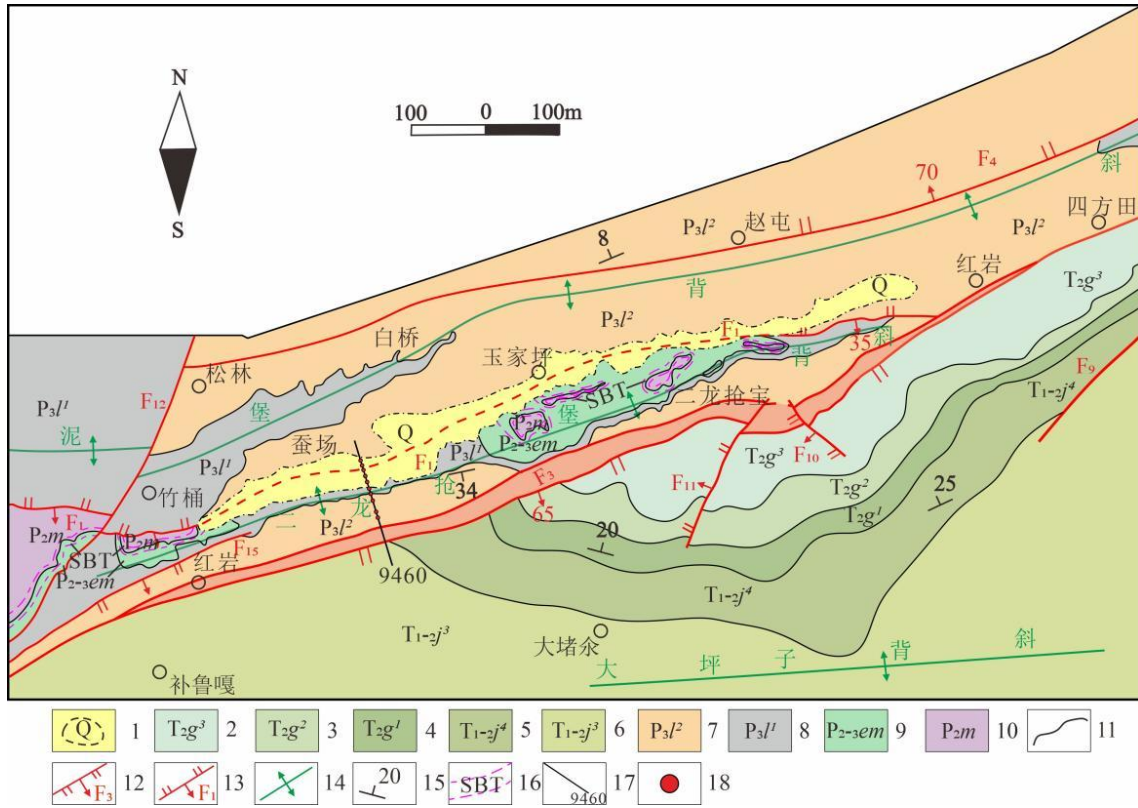 N
S
100 0 100m
斜
F4
70
四方田
P3l2
赵屯
P3l2
8
红岩
背
Q
T2g3
白桥
P3l2
F1
松林
玉家坪
35
斜
背
F9
F12
P3l1
SBT
二龙抢宝
T1-2j4
泥
堡
堡
P2m
蚕场
Q
P2-3em
P3l1
T2g3
F10
P3l1
F1
抢
F3
T2g2
竹桶
34
F11
25
F1
龙
65
T2g1
二
P3l2
20
P2m
P2m
F15
SBT
P2-3em
红岩
9460
T1-2j4
T1-2j3
大堵汆
斜
背
子
坪
大
补鲁嘎
Q 1 T2g3 2 T2g2 3 T2g1 4 T1-2j4 5 T1-2j3 6 P3l2 7 P3l1 8 P2-3em 9 P2m 10 11
F3 12 F1 13 14 20 15 SBT 16 9460 17 18